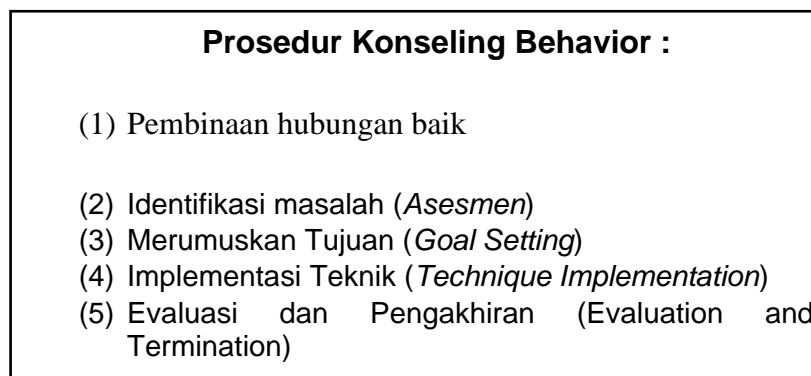 Prosedur Konseling Behavior :
(1) Pembinaan hubungan baik
(2) Identifikasi masalah (Asesmen)
(3) Merumuskan Tujuan (Goal Setting)
(4) Implementasi Teknik (Technique Implementation)
(5) Evaluasi dan Pengakhiran (Evaluation and
Termination)